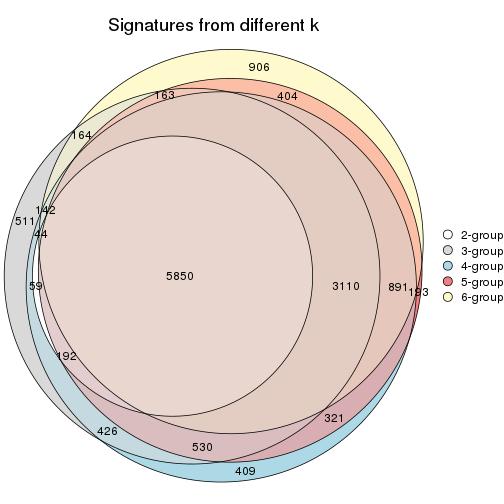 Signatures from different k
906
163
404
164
142
511
44
2-group
3-group
4-group
5-group
6-group
59
5850
3110
891
193
192
321
426
530
409